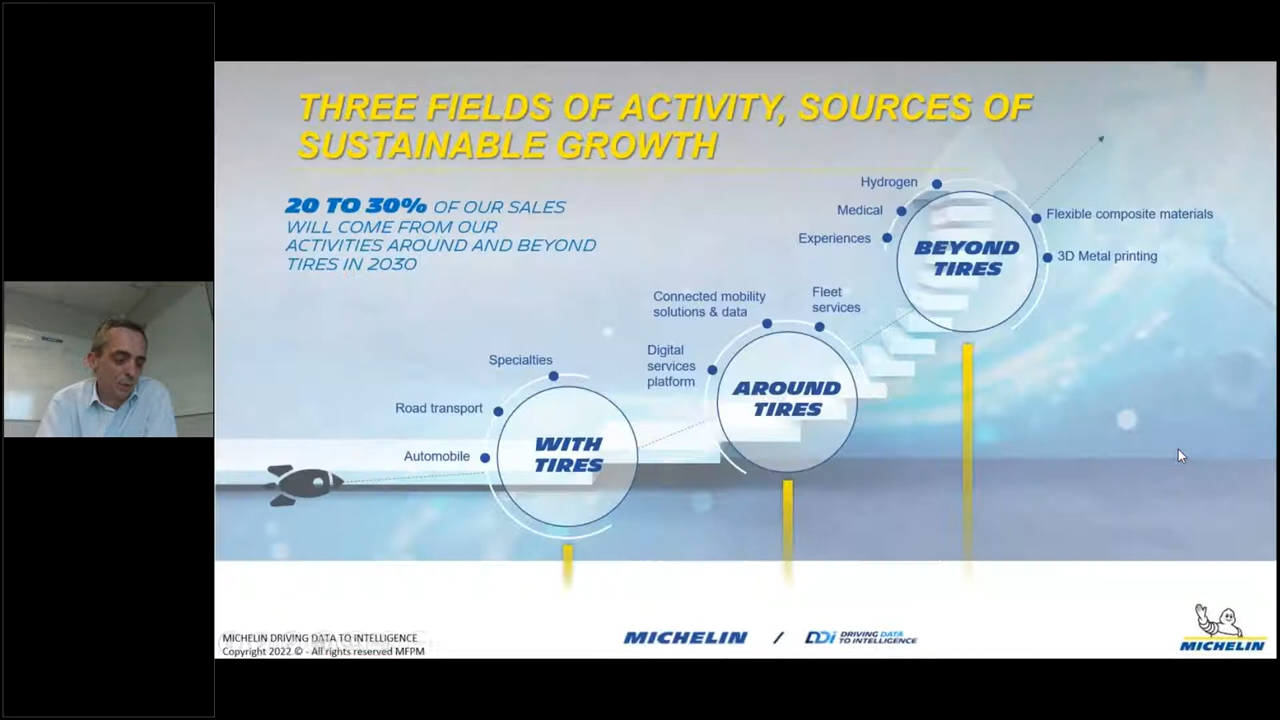 THREE FIELDS OF ACTIVITY, SOURCES OF
SUSTAINABLE GROWTH
20 TO 30% OF OUR SALES
WILL COME FROM OUR
ACTIVITIES AROUND AND BEYOND
TIRES IN 2030
Hydrogen
Medical
Experiences
Flexible composite materials
3D Metal printing
BEYOND
TIRES
Connected mobility
solutions & data
Fleet
services
Digital
services
platform
AROUND
TIRES
Specialties
Road transport
Automobile
WITH
TIRES
MICHELIN DRIVING DATA TO INTELLIGENCE
Copyright 2022 © - All rights reserved MFPM
MICHELIN / DDi DRIVING DATA
TO INTELLIGENCE
MICHELIN